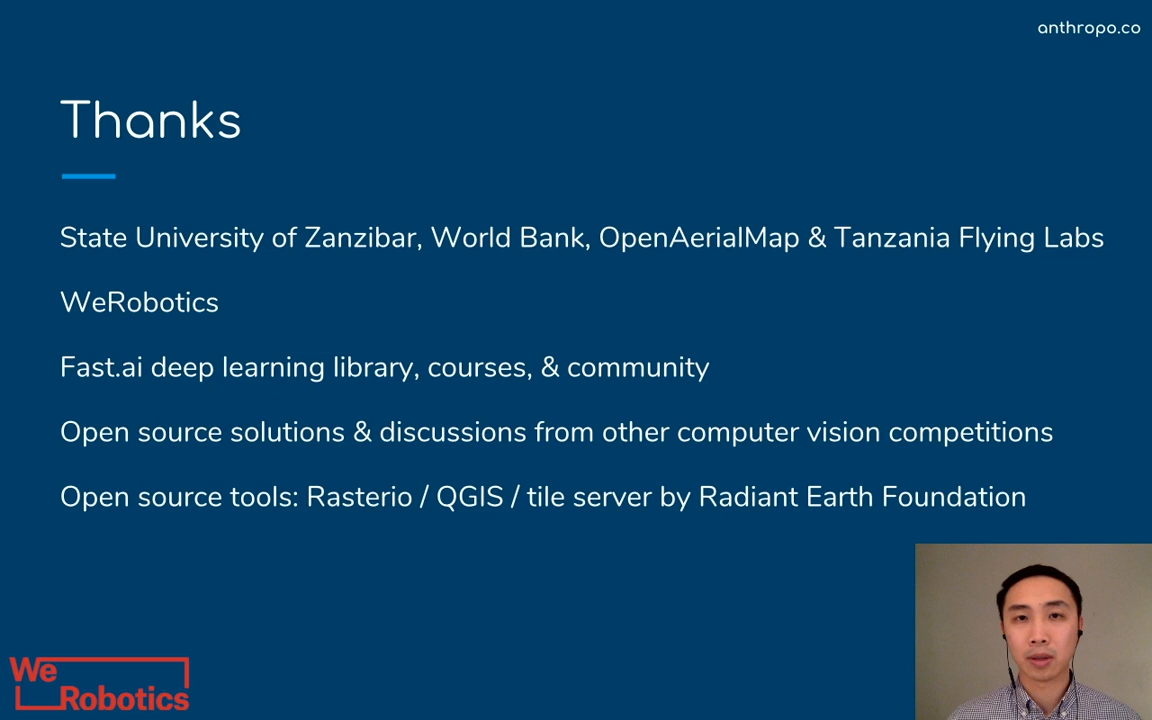 anthropo.co
Thanks
State University of Zanzibar, World Bank, OpenAerialMap & Tanzania Flying Labs
WeRobotics
Fast.ai deep learning library, courses, & community
Open source solutions & discussions from other computer vision competitions
Open source tools: Rasterio / QGIS / tile server by Radiant Earth Foundation
We
Robotics